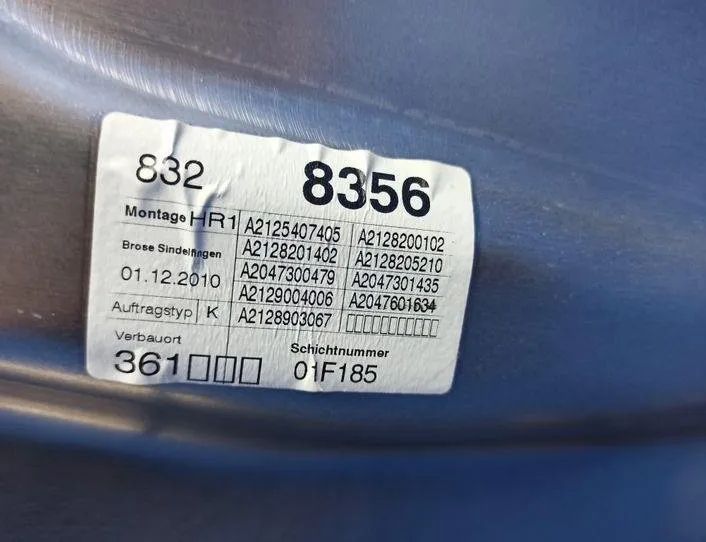 832 8356
Montage HR1 A2125407405 A2128200102
Brose Sindelfingen A2128201402 A2128205210
01.12.2010 A2047300479 A2047301435
A2129004006 A2047601634
Auftragstyp K A2128903067 □□□□□□□□□□□
Verbauort Schichtnummer
361□□□ 01F185